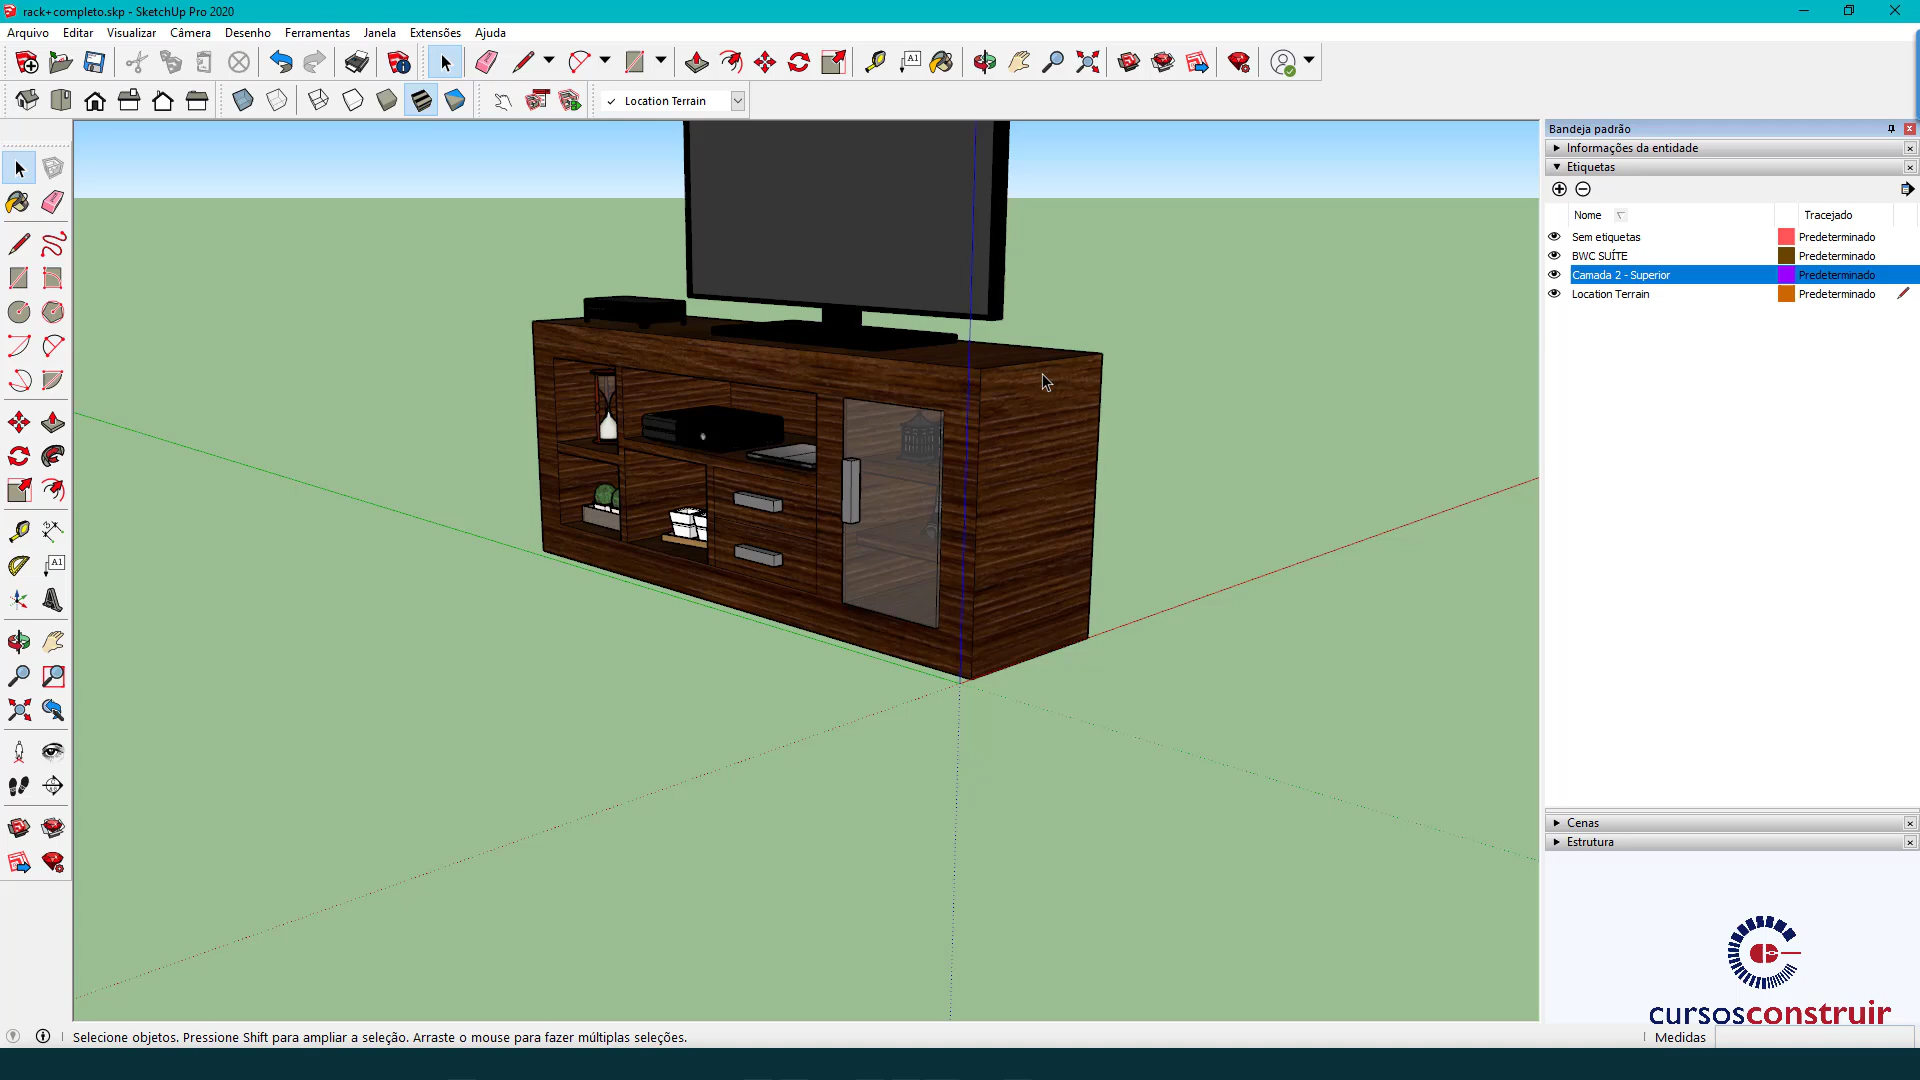 rack+completo.skp - SketchUp Pro 2020
Arquivo Editar Visualizar Câmera Desenho Ferramentas Janela Extensões Ajuda
A1
Location Terrain
Bandeja padrão
Informações da entidade
Etiquetas
Nome Tracejado
Sem etiquetas Predeterminado
BWC SUÍTE Predeterminado
Camada 2 - Superior Predeterminado
Location Terrain Predeterminado
A1
Cenas
Estrutura
cursosconstruir
Selecione objetos. Pressione Shift para ampliar a seleção. Arraste o mouse para fazer múltiplas seleções.
Medidas